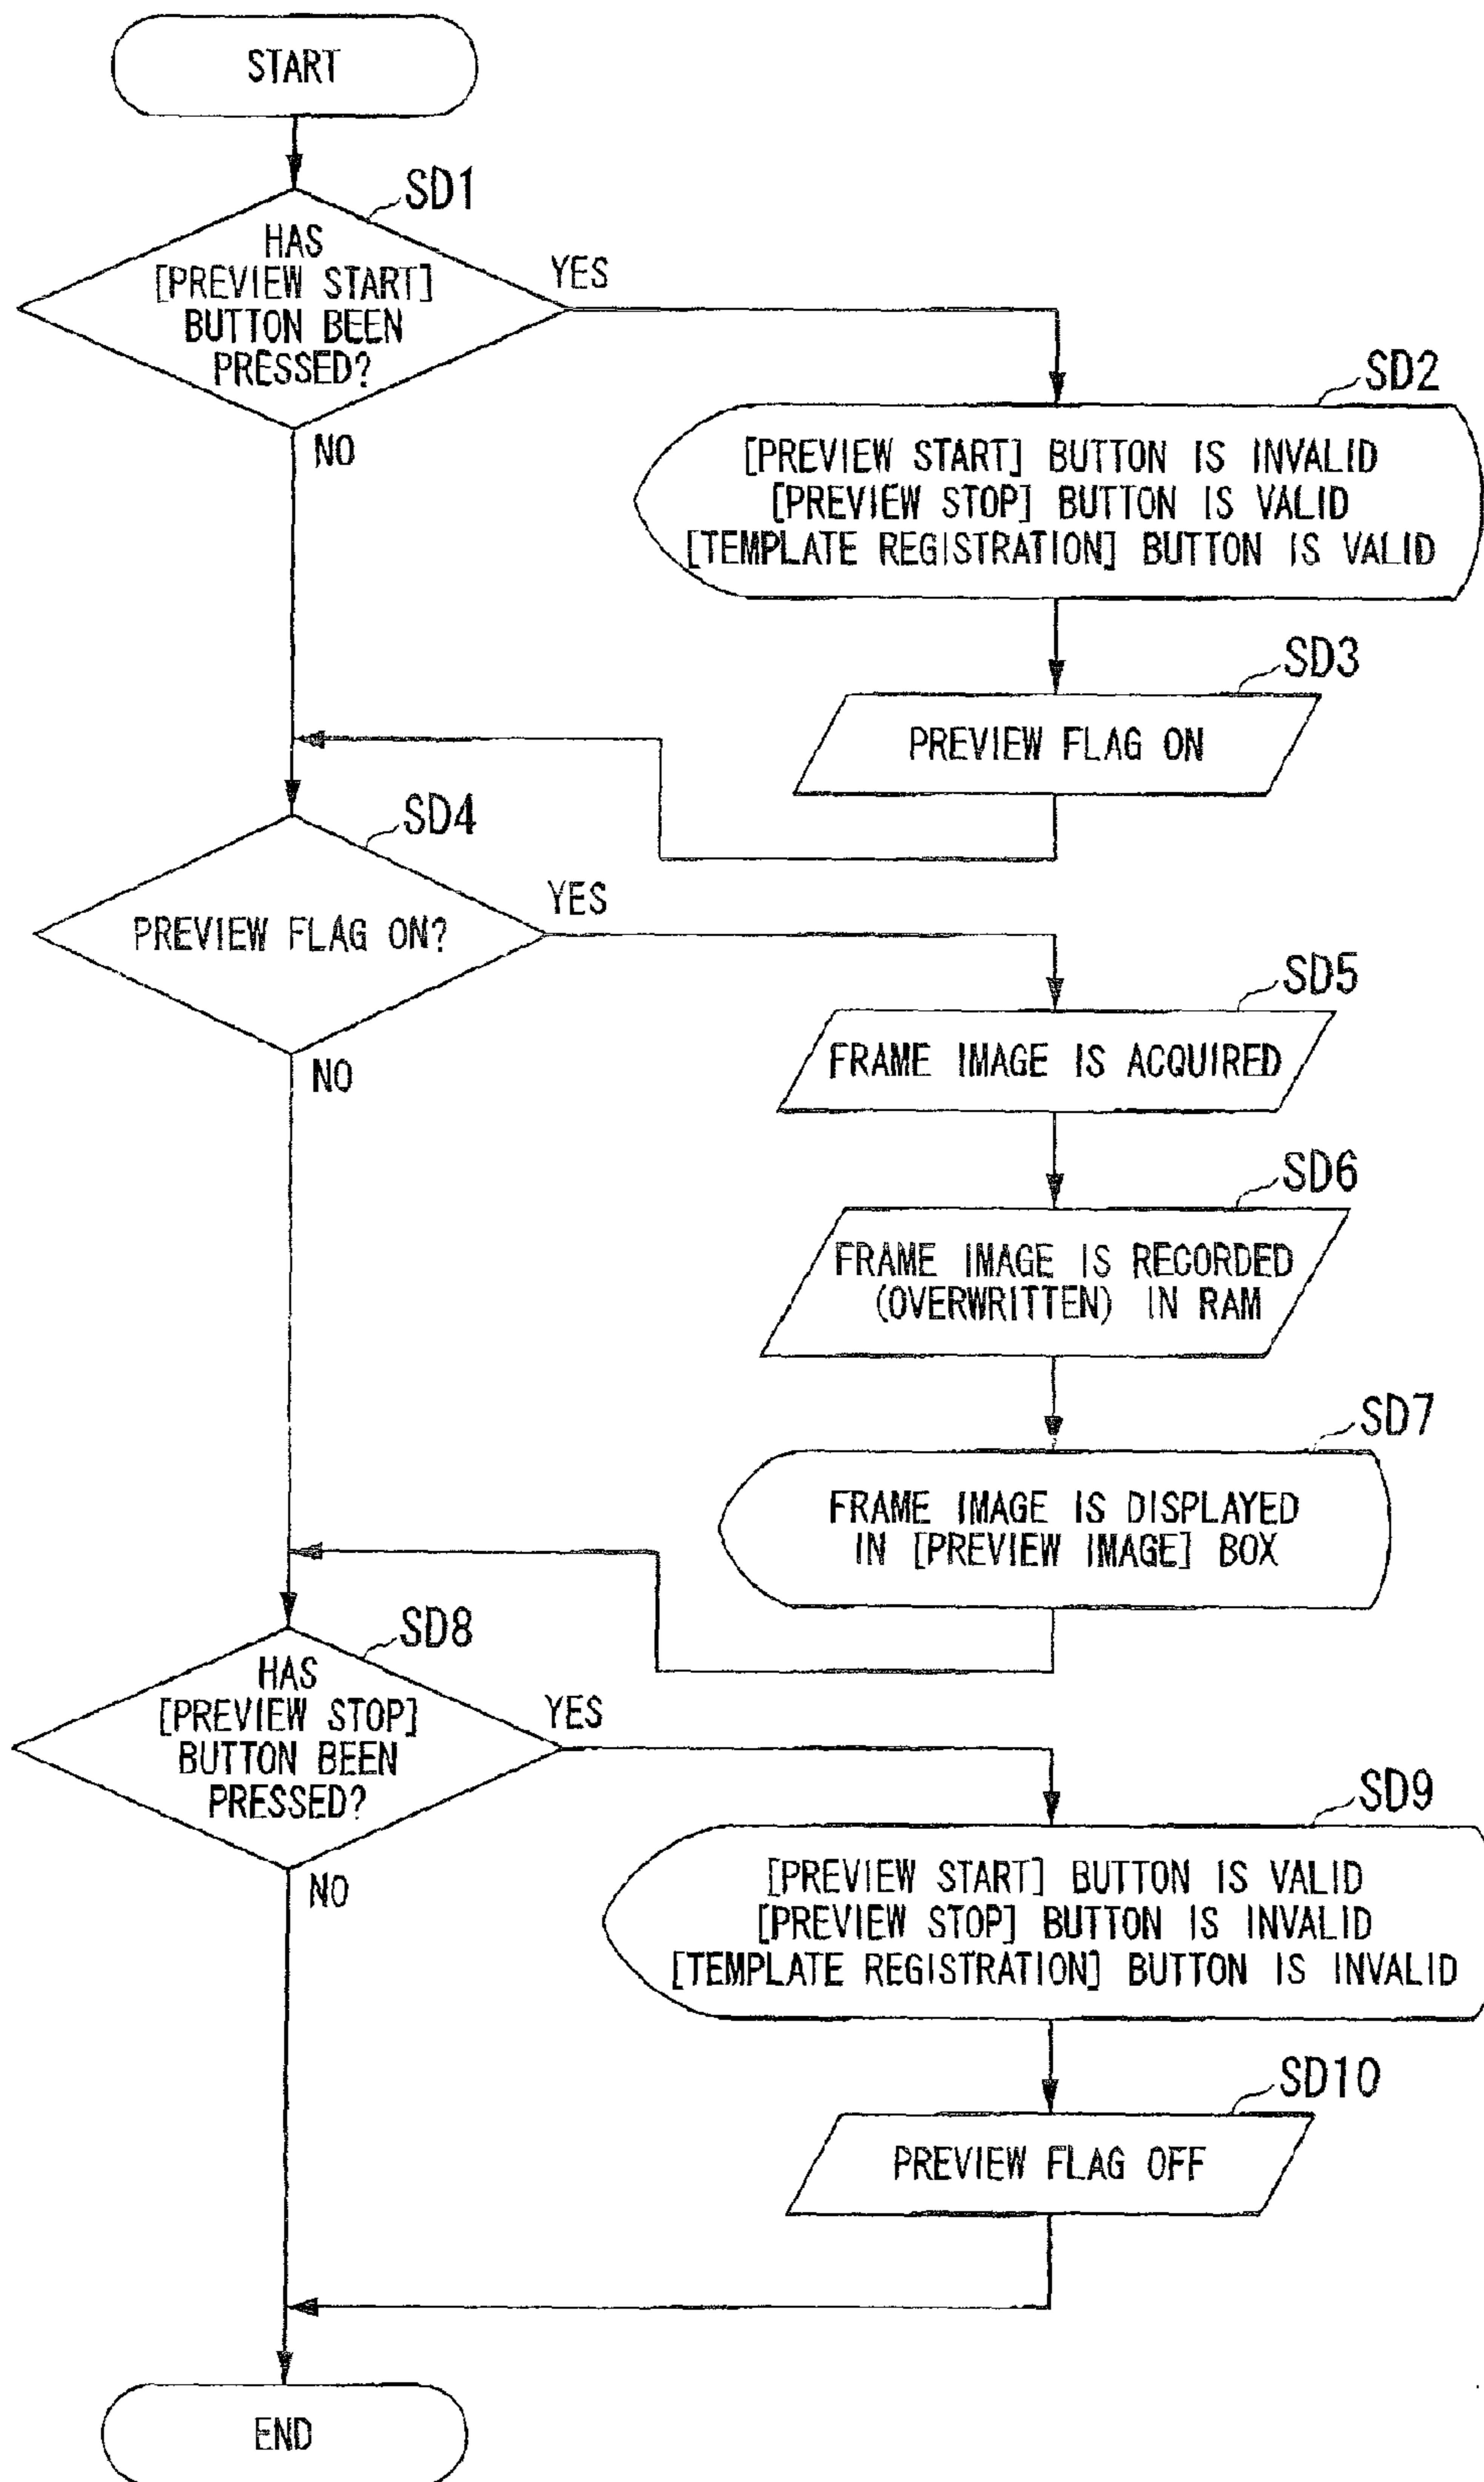 START
SD1
HAS
[PREVIEW START]
BUTTON BEEN
PRESSED?
YES
NO
SD2
[PREVIEW START] BUTTON IS INVALID
[PREVIEW STOP] BUTTON IS VALID
[TEMPLATE REGISTRATION] BUTTON IS VALID
SD3
PREVIEW FLAG ON
SD4
PREVIEW FLAG ON?
YES
NO
SD5
FRAME IMAGE IS ACQUIRED
SD6
FRAME IMAGE IS RECORDED
(OVERWRITTEN) IN RAM
SD7
FRAME IMAGE IS DISPLAYED
IN [PREVIEW IMAGE] BOX
SD8
HAS
[PREVIEW STOP]
BUTTON BEEN
PRESSED?
YES
NO
SD9
[PREVIEW START] BUTTON IS VALID
[PREVIEW STOP] BUTTON IS INVALID
[TEMPLATE REGISTRATION] BUTTON IS INVALID
SD10
PREVIEW FLAG OFF
END